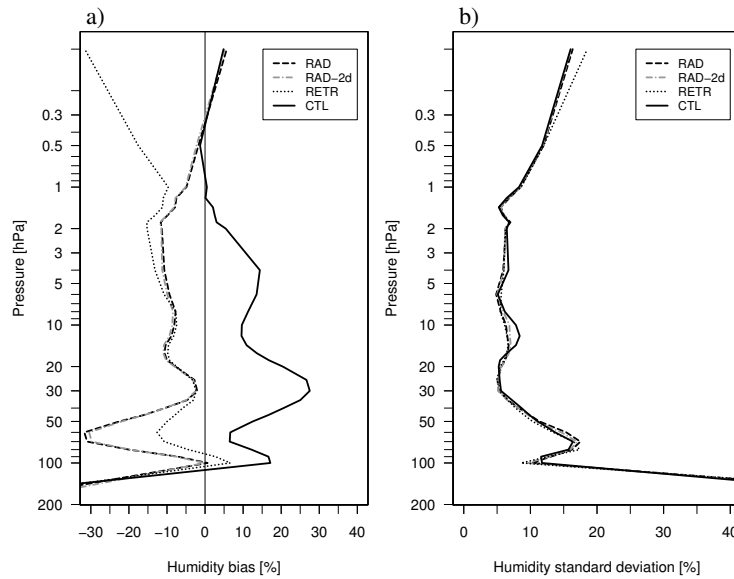 a)
RAD
RAD−2d
RETR
CTL
0.3
0.5
1
2
3
5
10
20
30
50
100
200
Pressure [hPa]
−30 −20 −10 0 10 20 30 40
Humidity bias [%]
b)
RAD
RAD−2d
RETR
CTL
0.3
0.5
1
2
3
5
10
20
30
50
100
200
Pressure [hPa]
0 10 20 30 40
Humidity standard deviation [%]